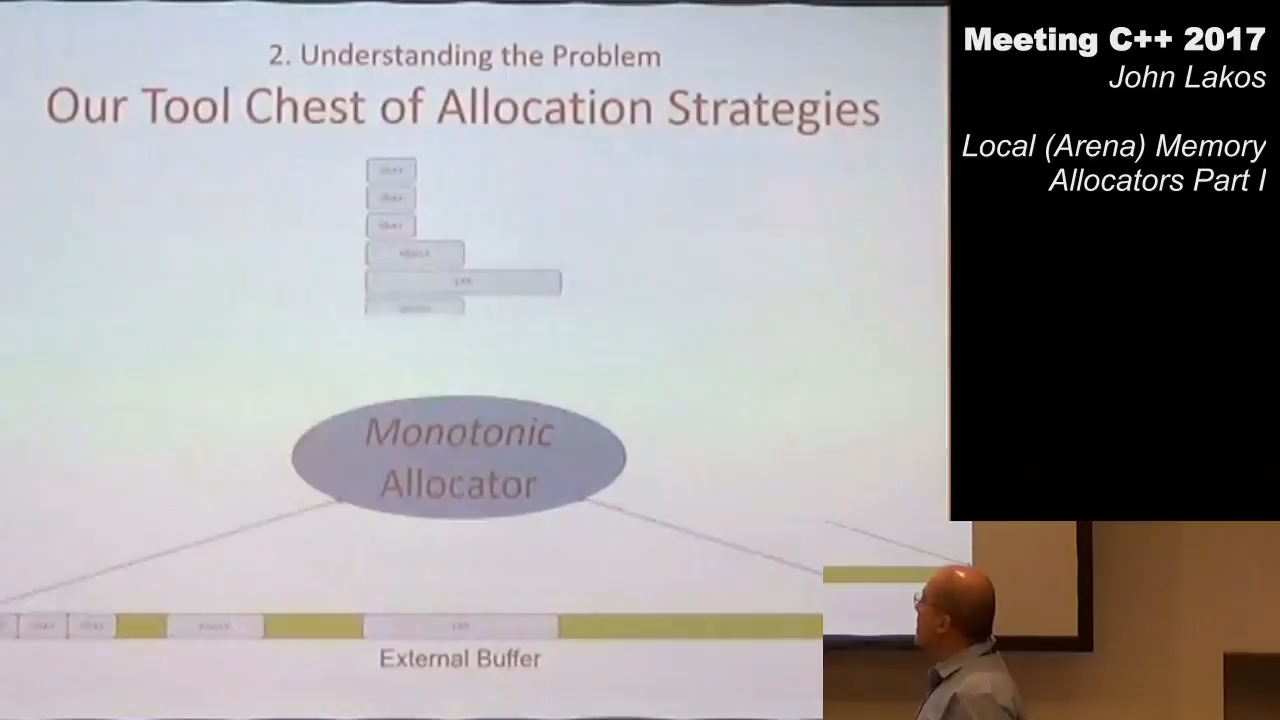 2. Understanding the Problem
Our Tool Chest of Allocation Strategies
Monotonic
Allocator
External Buffer
Meeting C++ 2017
John Lakos
Local (Arena) Memory
Allocators Part I